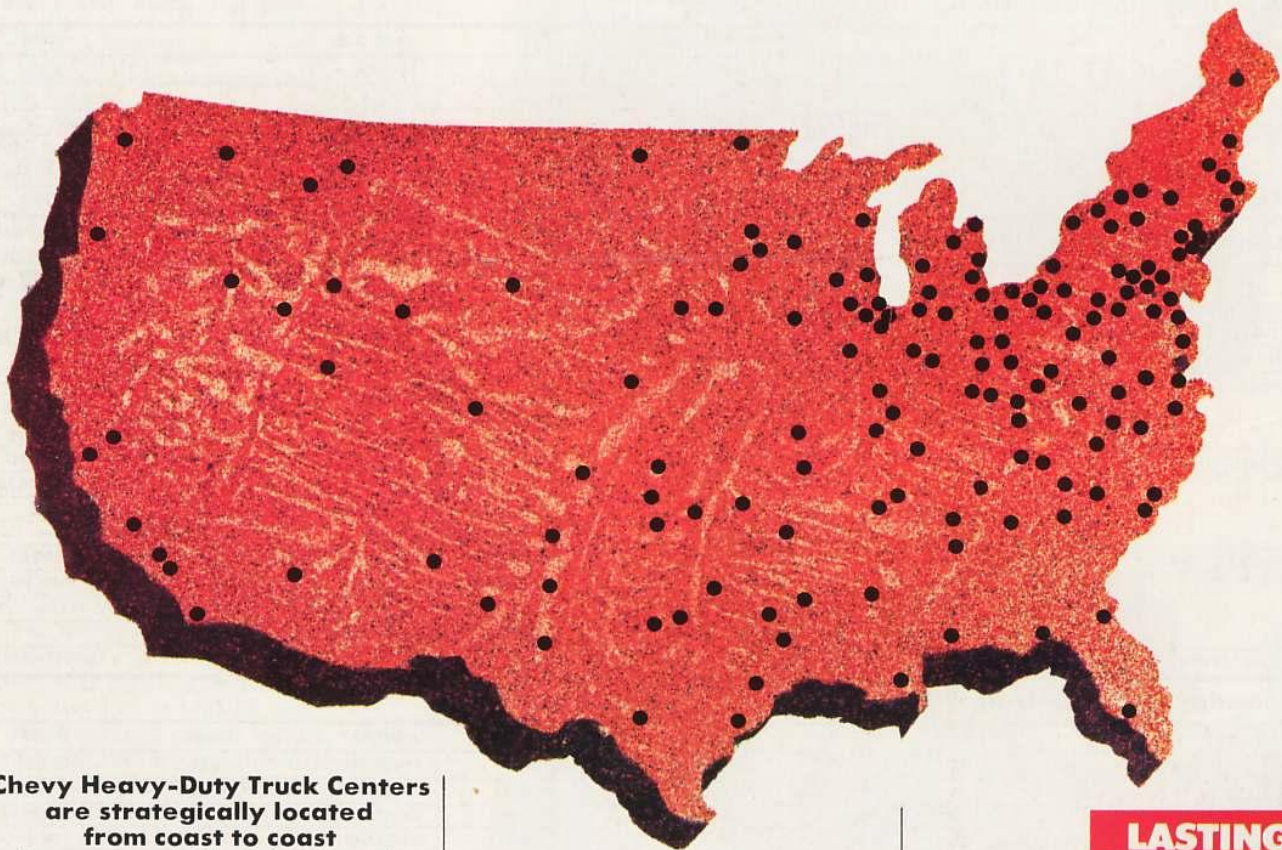 Chevy Heavy-Duty Truck Centers
are strategically located
from coast to coast
LASTING